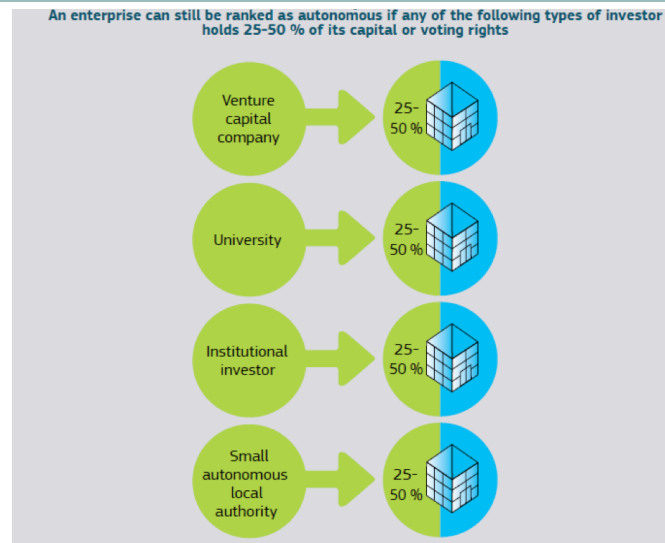 An enterprise can still be ranked as autonomous if any of the following types of investor
holds 25-50 % of its capital or voting rights
Venture
capital
company
25-
50 %
University
25-
50 %
Institutional
investor
25-
50 %
Small
autonomous
local
authority
25-
50 %